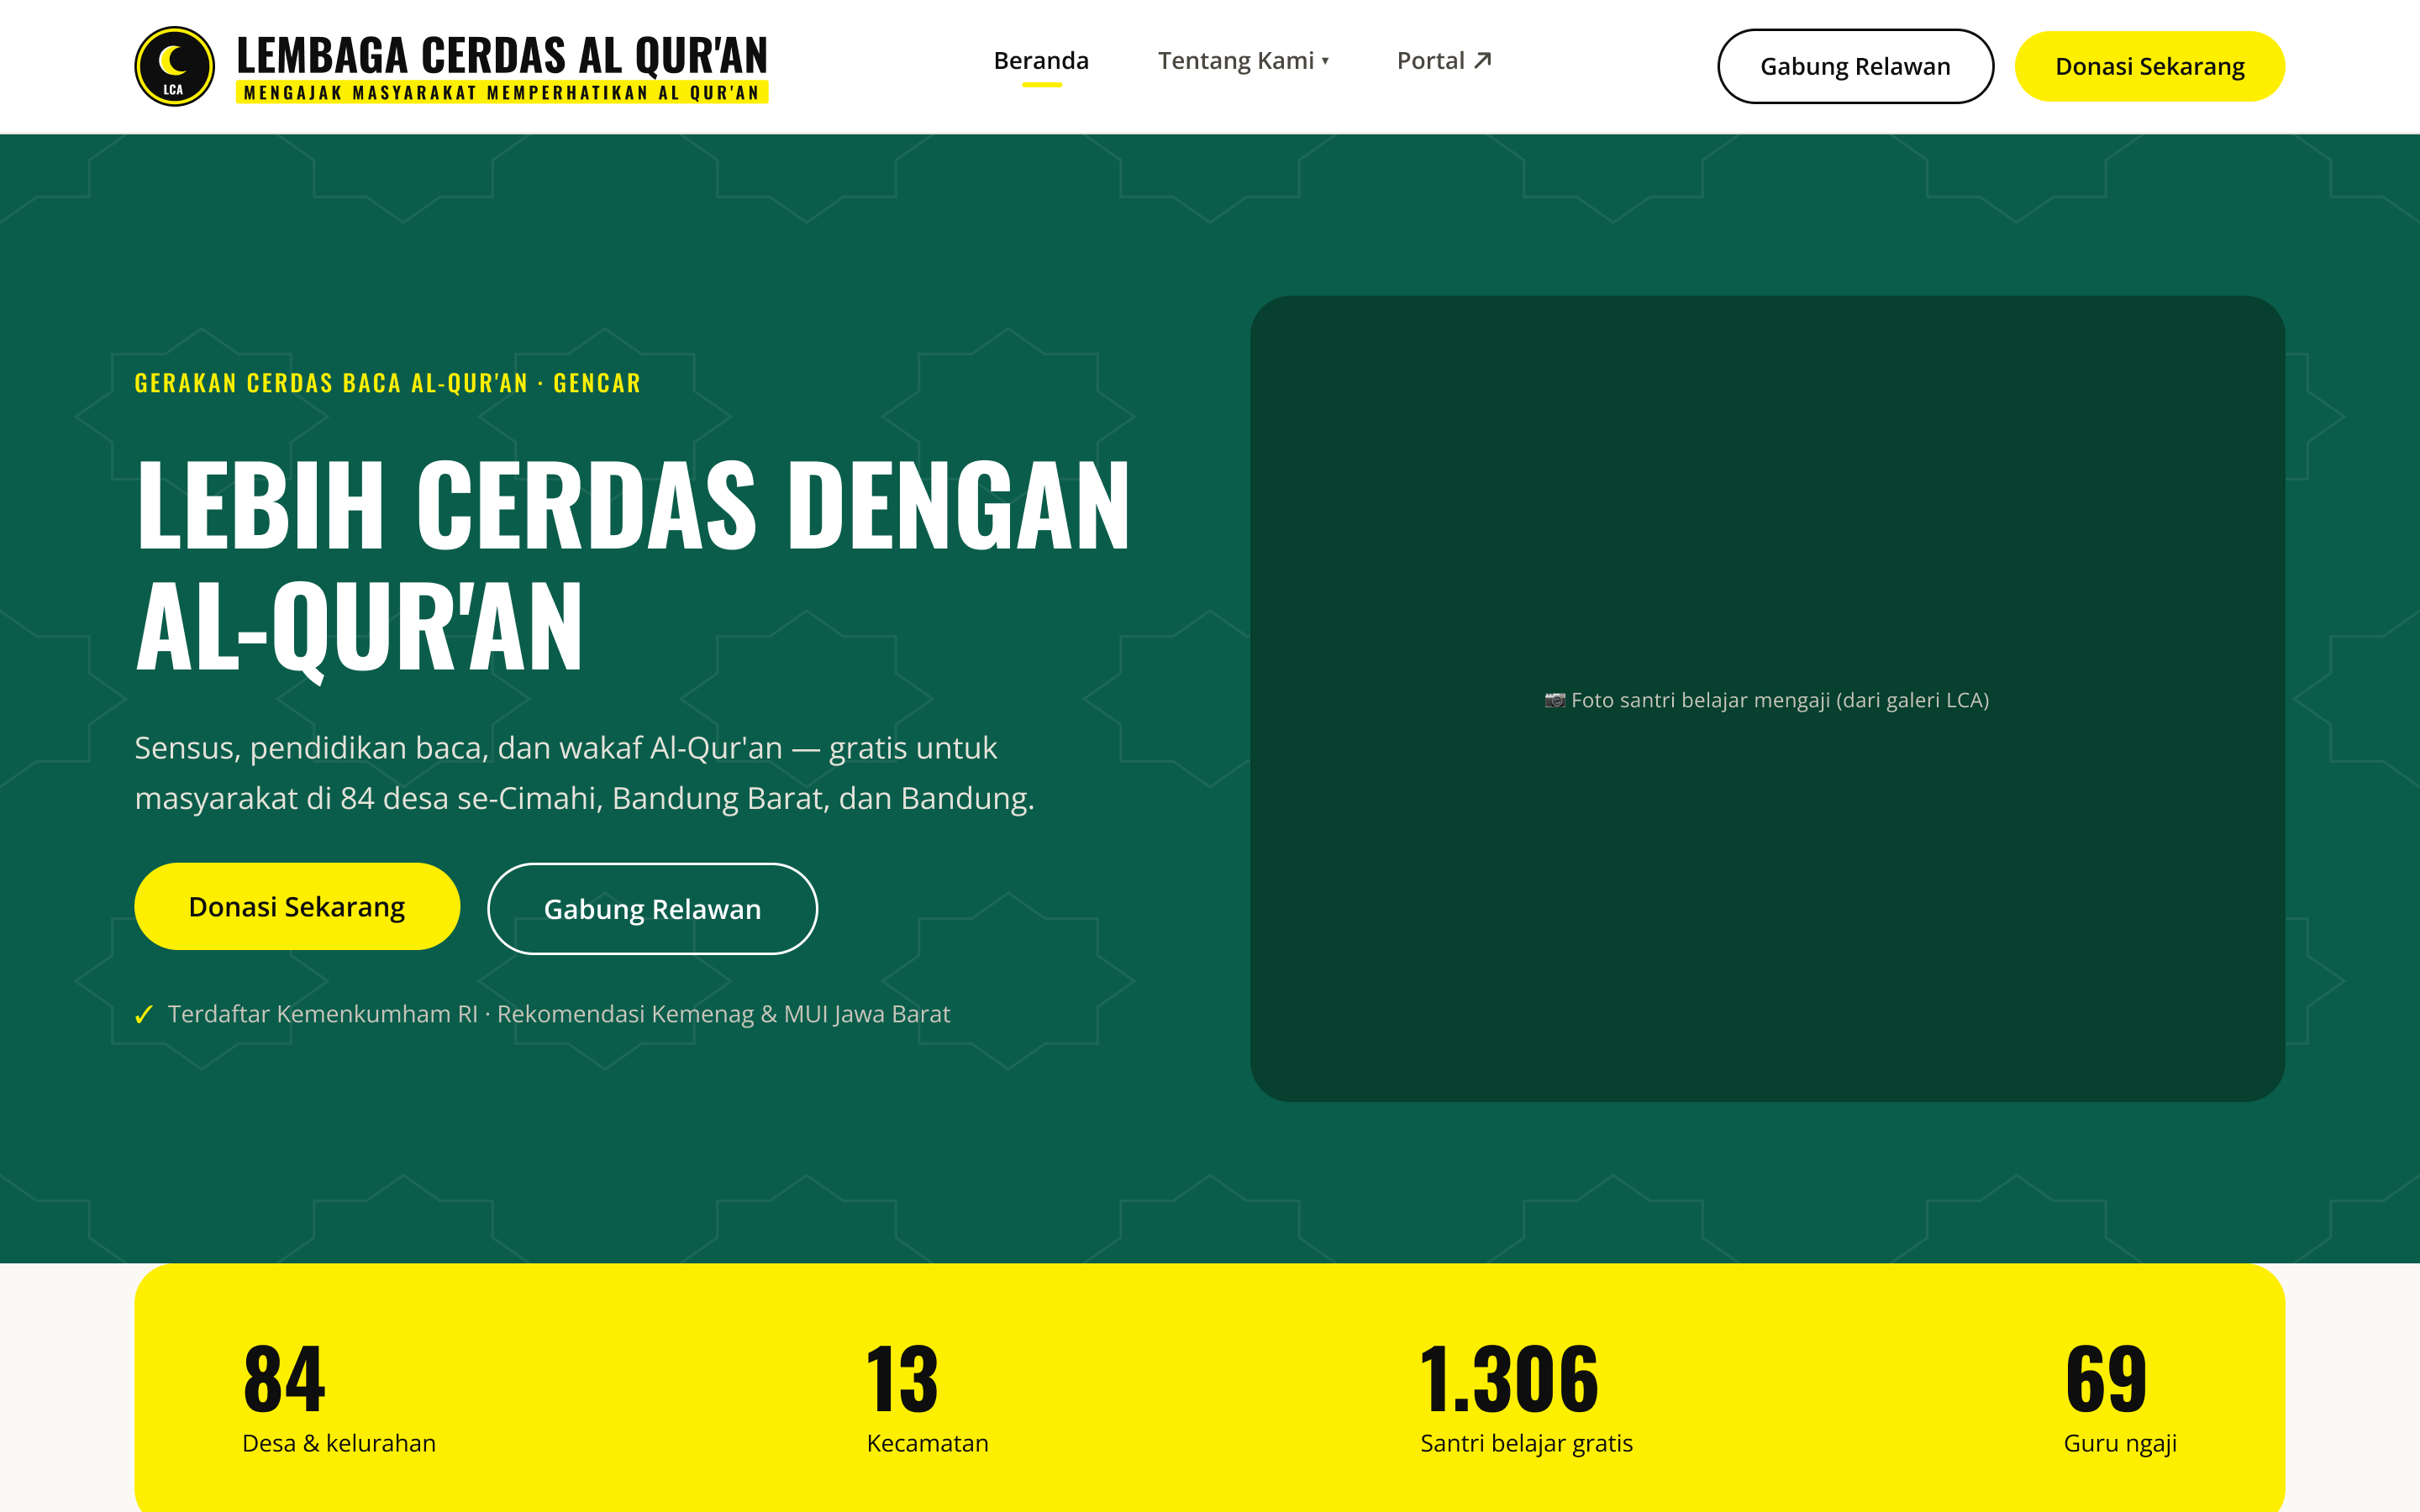 LCA
LEMBAGA CERDAS AL QUR'AN
MENGAJAK MASYARAKAT MEMPERHATIKAN AL QUR'AN
Beranda
Tentang Kami ▾
Portal ↗
Gabung Relawan
Donasi Sekarang
GERAKAN CERDAS BACA AL-QUR'AN · GENCAR
LEBIH CERDAS DENGAN
AL-QUR'AN
Sensus, pendidikan baca, dan wakaf Al-Qur'an — gratis untuk
masyarakat di 84 desa se-Cimahi, Bandung Barat, dan Bandung.
Donasi Sekarang
Gabung Relawan
✓ Terdaftar Kemenkumham RI · Rekomendasi Kemenag & MUI Jawa Barat
📷 Foto santri belajar mengaji (dari galeri LCA)
84
Desa & kelurahan
13
Kecamatan
1.306
Santri belajar gratis
69
Guru ngaji